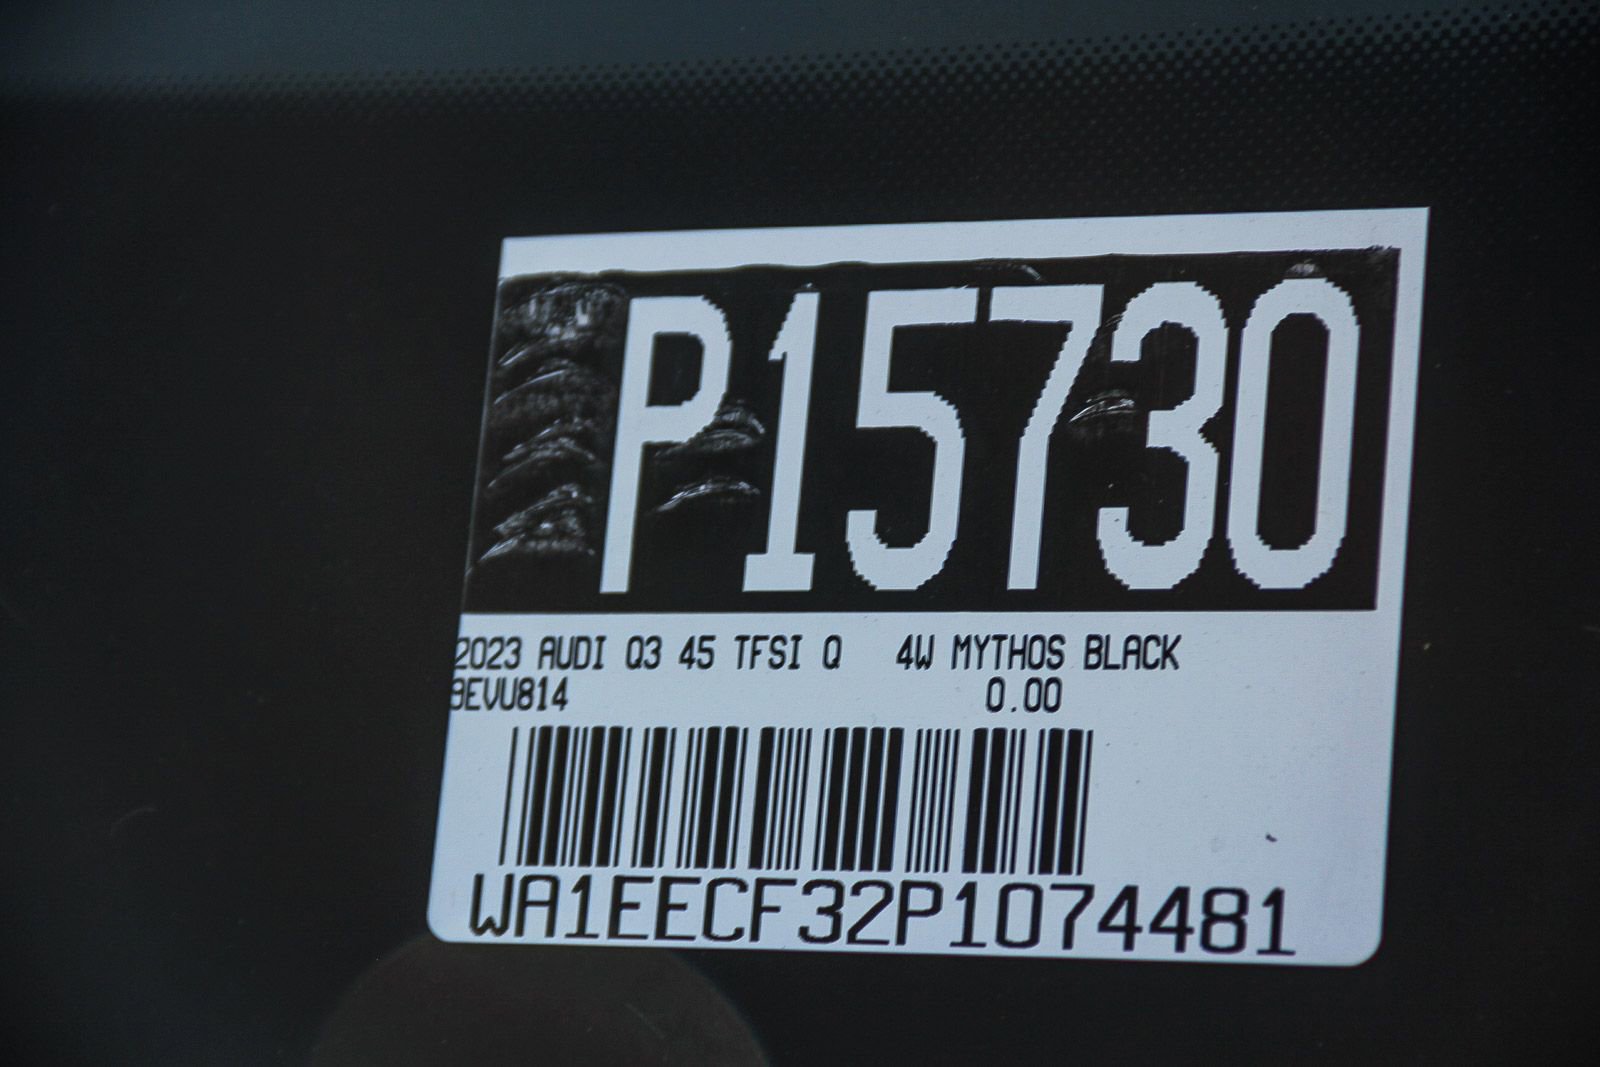 P15730
2023 AUDI Q3 45 TFSI Q 4W MYTHOS BLACK
9EVU814 0.00
WA1EECF32P1074481